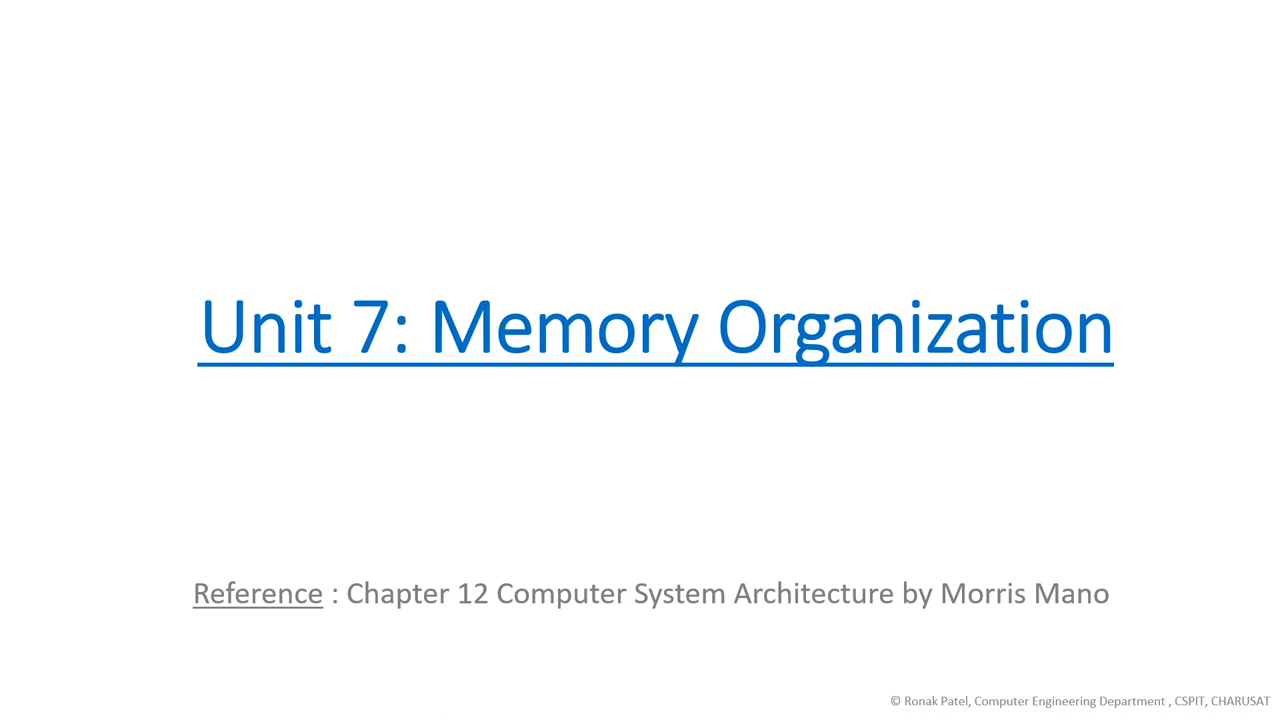 Unit 7: Memory Organization
Reference : Chapter 12 Computer System Architecture by Morris Mano
© Ronak Patel, Computer Engineering Department , CSPIT, CHARUSAT